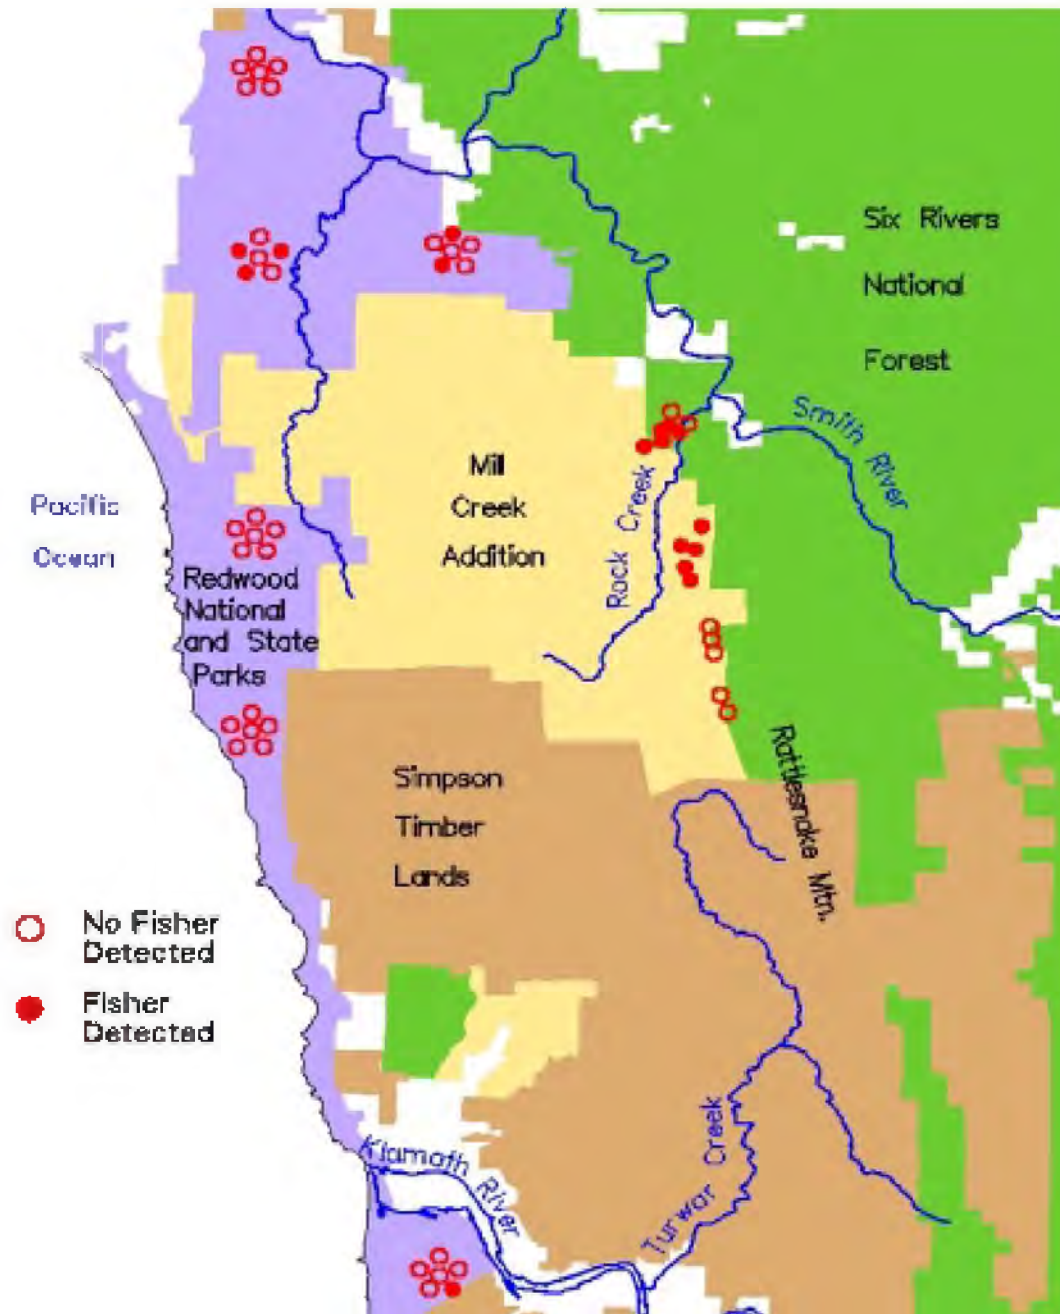 Six Rivers
National
Forest
Smith River
Mill
Creek
Addition
Rock Creek
Pacific
Ocean
Redwood
National
and State
Parks
Rattlesnake Mtn.
Simpson
Timber
Lands
No Fisher
Detected
Fisher
Detected
Klamath River
Turwar Creek